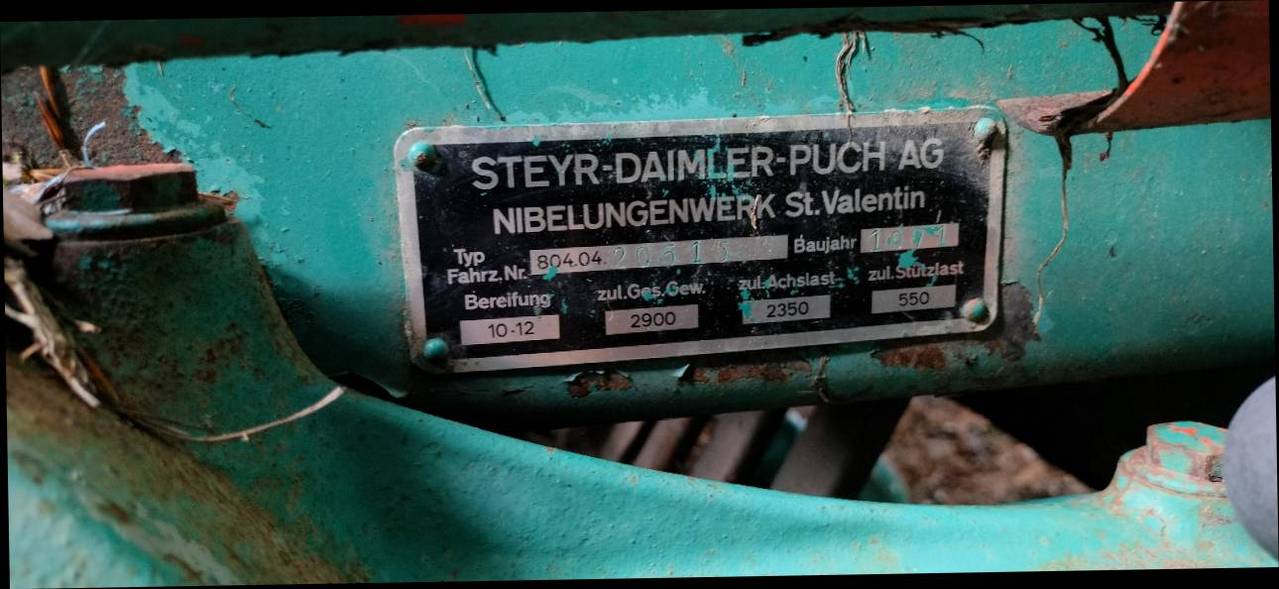 STEYR-DAIMLER-PUCH AG
NIBELUNGENWERK St. Valentin
Typ
Fahrz. Nr. 804.04. Baujahr
Bereifung zul.Ges.Gew. zul.Achslast zul.Stützlast
10-12 2900 2350 550